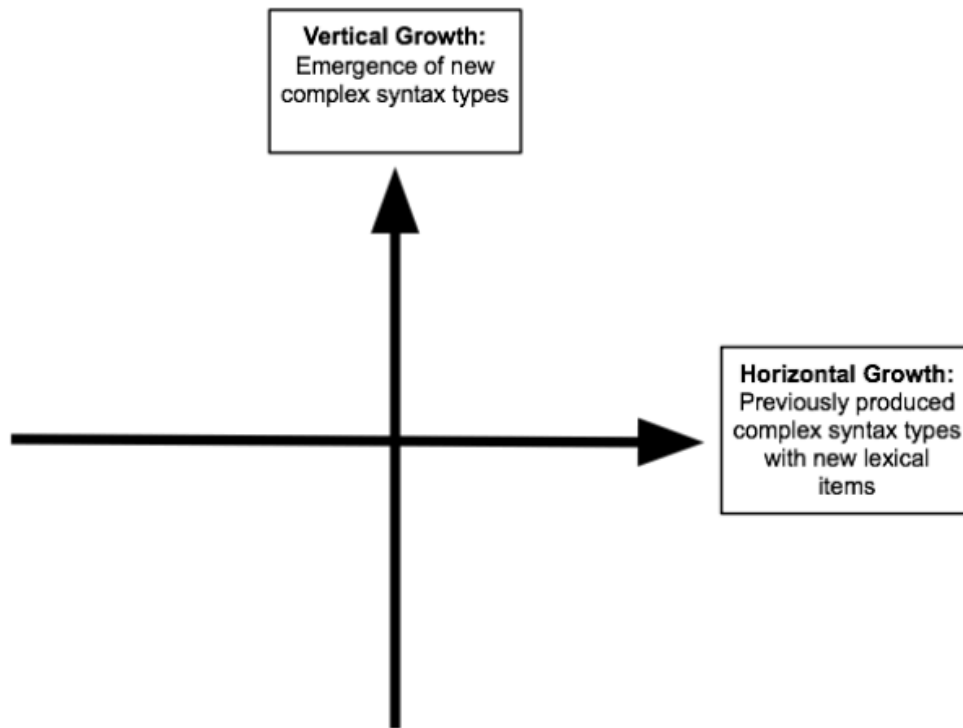 Vertical Growth:
Emergence of new
complex syntax types
Horizontal Growth:
Previously produced
complex syntax types
with new lexical
items